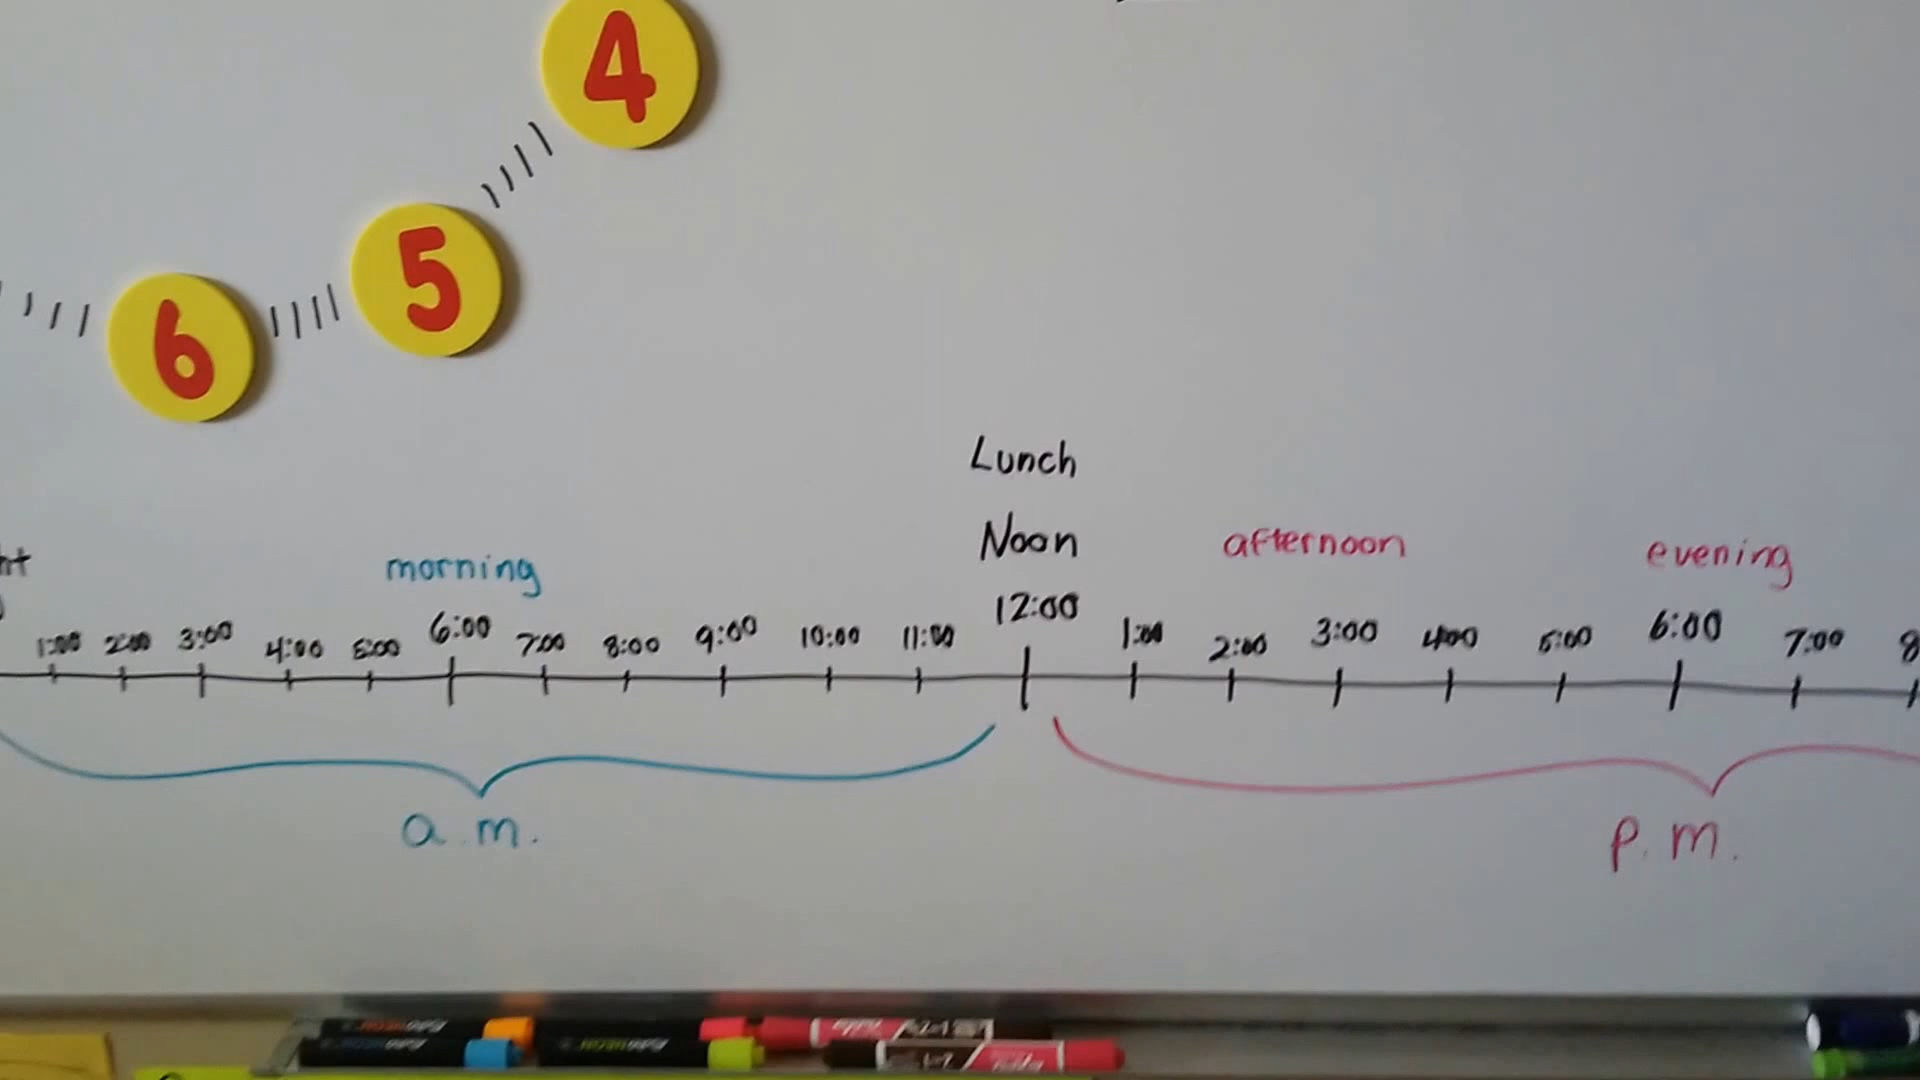 4
5
6
Lunch
Noon
morning
afternoon
evening
1:00 2:00 3:00 4:00 5:00 6:00 7:00 8:00 9:00 10:00 11:00 12:00 1:00 2:00 3:00 4:00 5:00 6:00 7:00 8
a.m.
p.m.